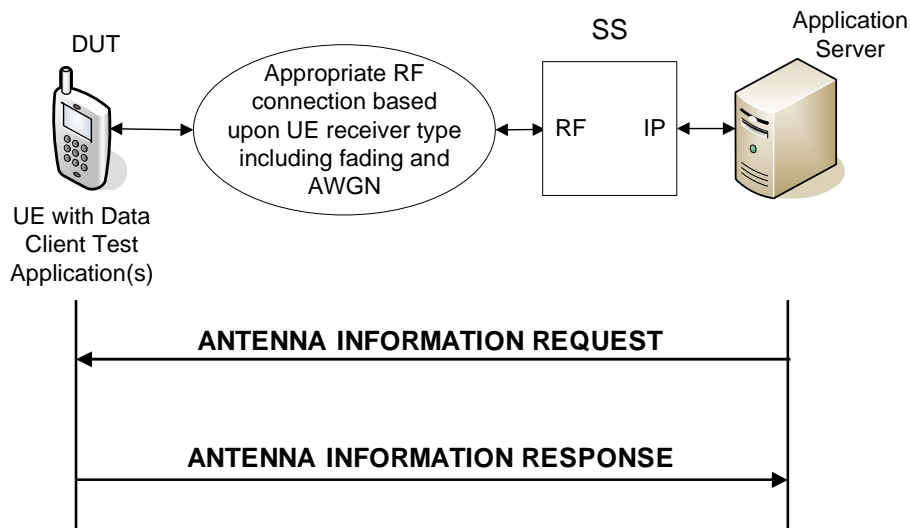 DUT
SS
Application
Server
Appropriate RF
connection based
upon UE receiver type
including fading and
AWGN
RF
IP
UE with Data
Client Test
Application(s)
ANTENNA INFORMATION REQUEST
ANTENNA INFORMATION RESPONSE